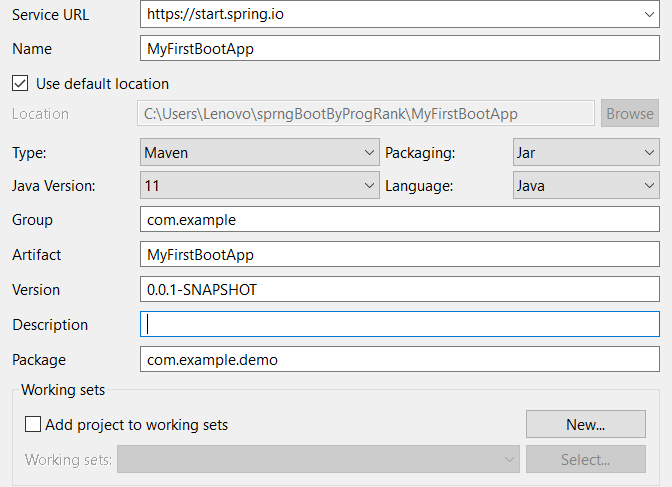 Service URL https://start.spring.io
Name MyFirstBootApp
Use default location
Location C:\Users\Lenovo\sprngBootByProgRank\MyFirstBootApp Browse
Type: Maven Packaging: Jar
Java Version: 11 Language: Java
Group com.example
Artifact MyFirstBootApp
Version 0.0.1-SNAPSHOT
Description
Package com.example.demo
Working sets
Add project to working sets New...
Working sets: Select...